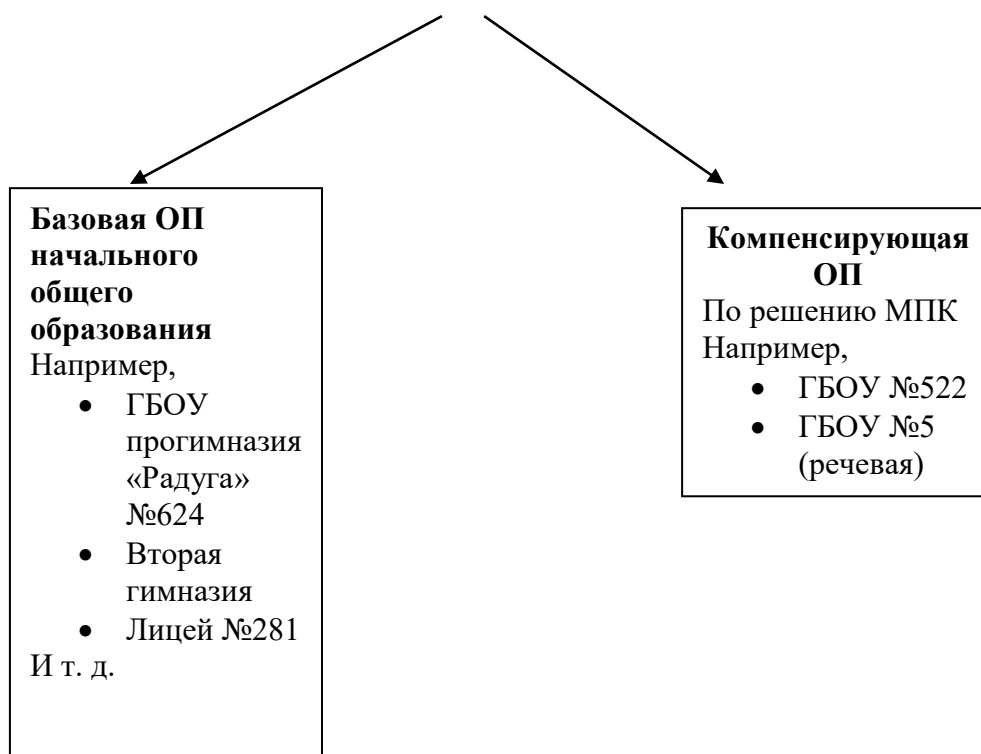 Базовая ОП
начального
общего
образования
Например,
• ГБОУ
прогимназия
«Радуга»
№624
• Вторая
гимназия
• Лицей №281
И т. д.
Компенсирующая
ОП
По решению МПК
Например,
• ГБОУ №522
• ГБОУ №5
(речевая)